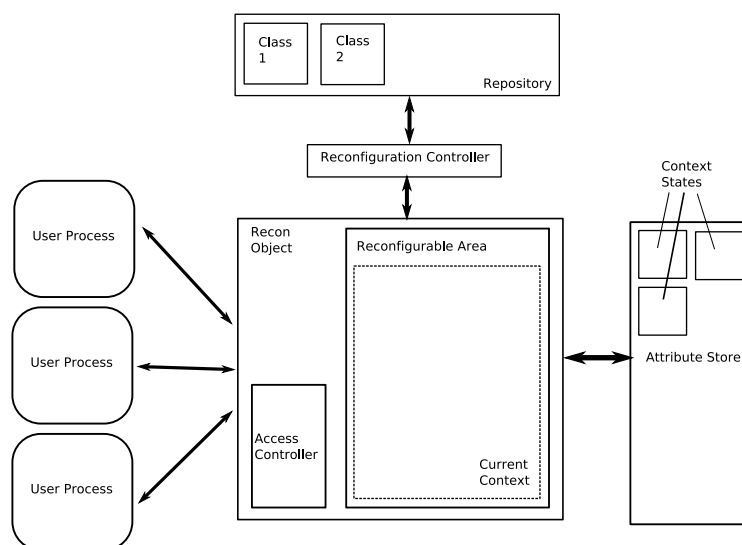 Class
1
Class
2
Repository
Reconfiguration Controller
Context
States
User Process
Recon
Object
Reconfigurable Area
User Process
Attribute Store
Access
Controller
Current
Context
User Process